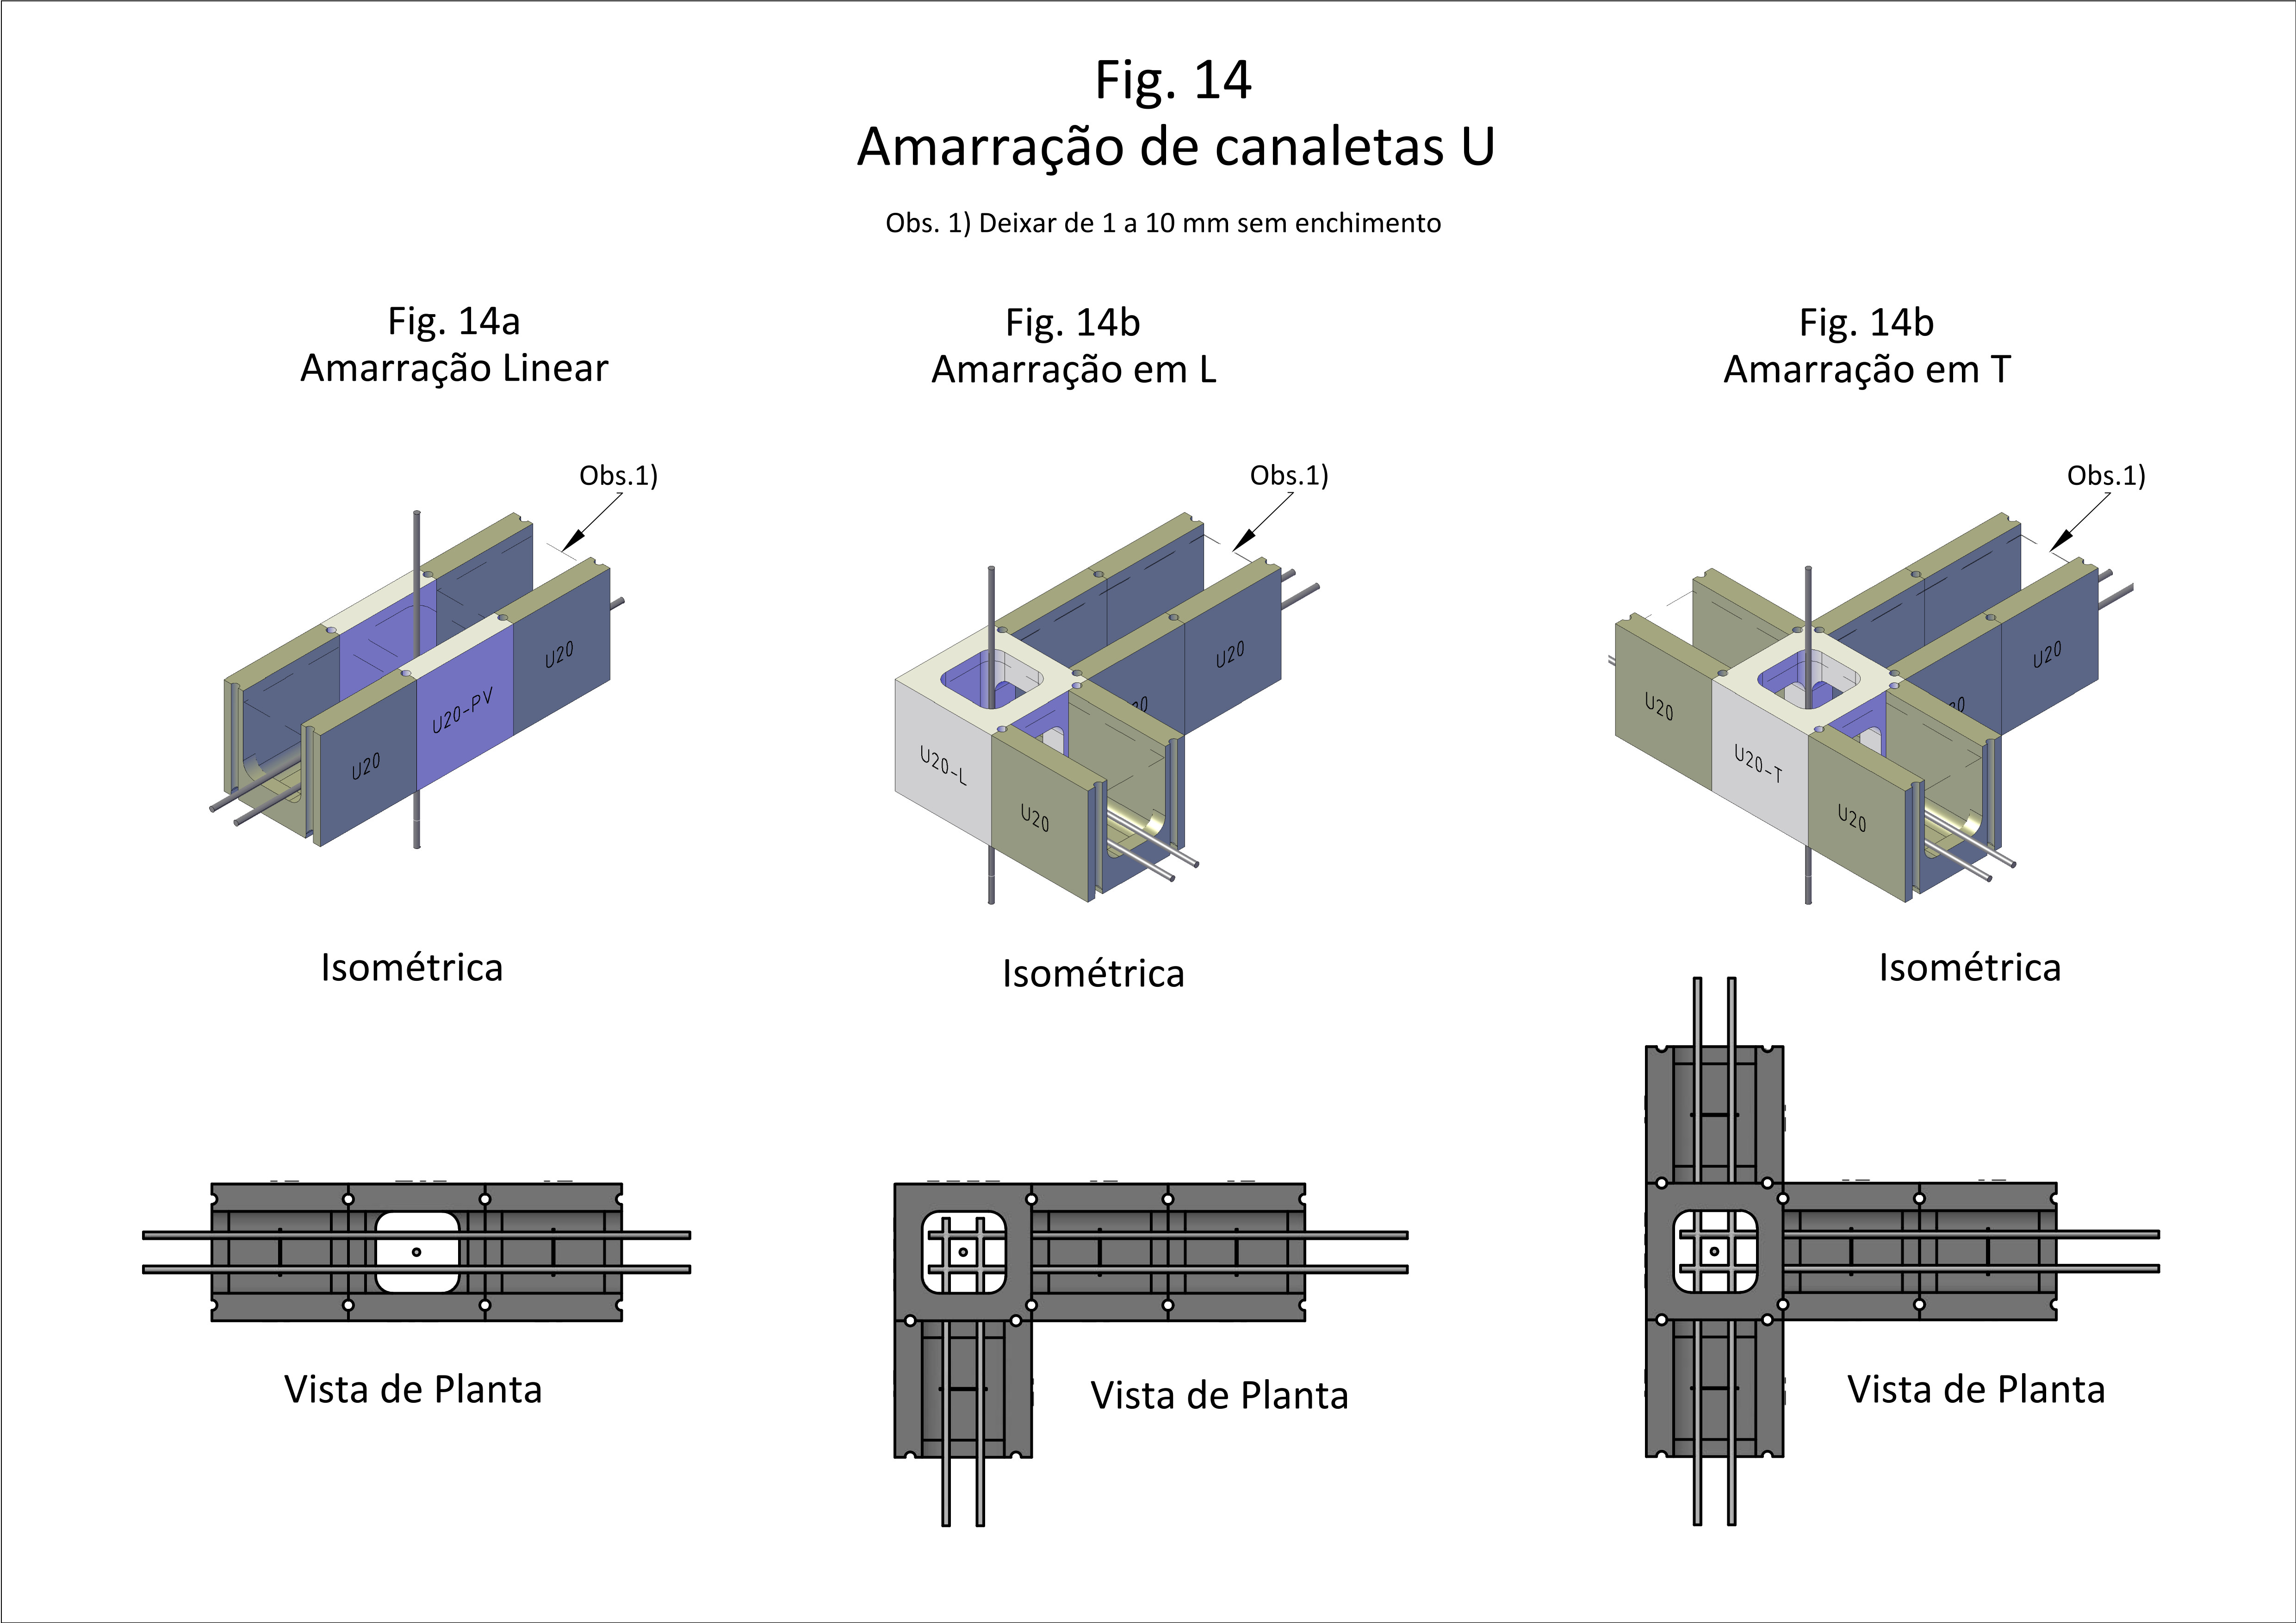 Fig. 14
Amarração de canaletas U
Obs. 1) Deixar de 1 a 10 mm sem enchimento
Fig. 14a
Amarração Linear
Fig. 14b
Amarração em L
Fig. 14b
Amarração em T
Obs.1)
U20
U20-PV
U20
Obs.1)
U20
20
U20-L
U20
Obs.1)
U20
20
U20
U20-T
U20
Isométrica
Isométrica
Isométrica
Vista de Planta
Vista de Planta
Vista de Planta